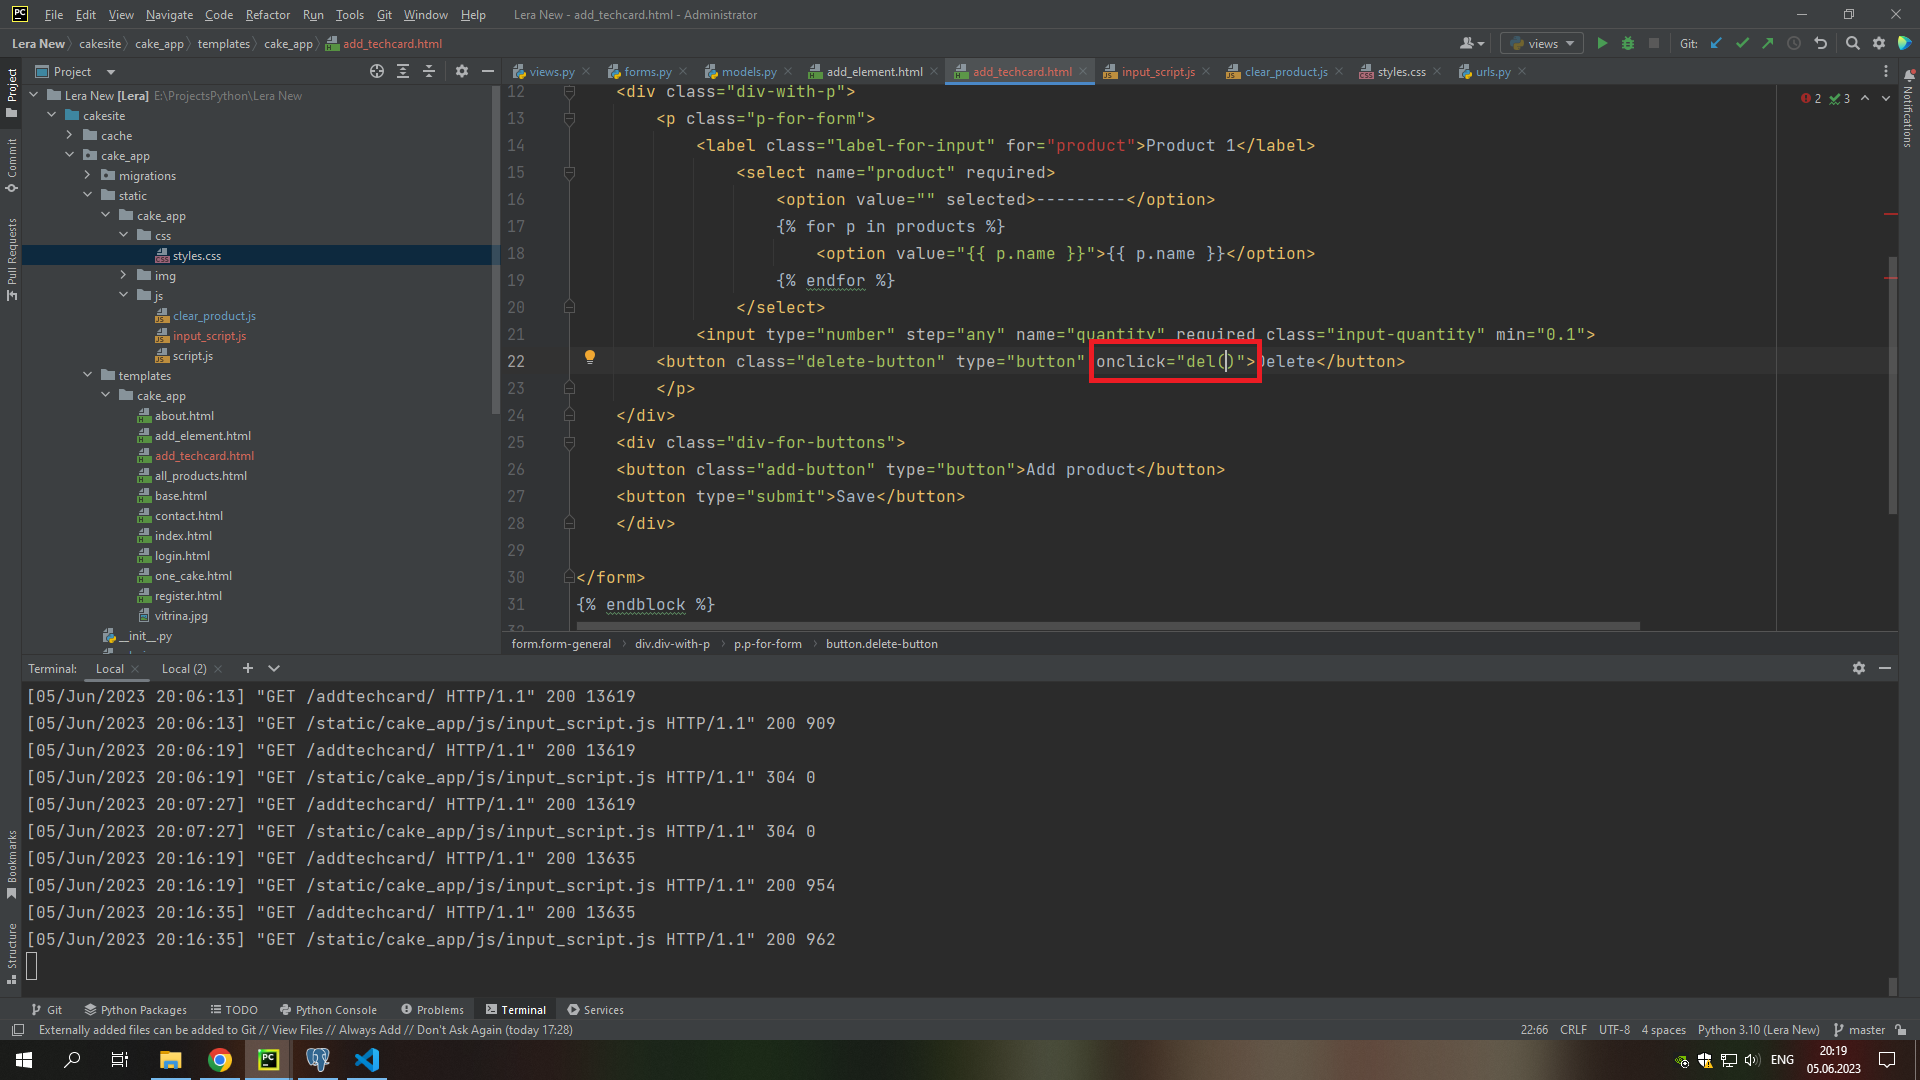 PC File Edit View Navigate Code Refactor Run Tools Git Window Help Lera New - add_techcard.html - Administrator
Lera New cakesite cake_app templates cake_app add_techcard.html views Git:
Project views.py forms.py models.py add_element.html add_techcard.html input_script.js clear_product.js styles.css urls.py
Project
Commit
Pull Requests
Bookmarks
Structure
Notifications
Lera New [Lera] E:\ProjectsPython\Lera New
cakesite
cache
cake_app
migrations
static
cake_app
css
styles.css
img
js
clear_product.js
input_script.js
script.js
templates
cake_app
about.html
add_element.html
add_techcard.html
all_products.html
base.html
contact.html
index.html
login.html
one_cake.html
register.html
vitrina.jpg
__init__.py
2 3
12 <div class="div-with-p">
13 <p class="p-for-form">
14 <label class="label-for-input" for="product">Product 1</label>
15 <select name="product" required>
16 <option value="" selected>---------</option>
17 {% for p in products %}
18 <option value="{{ p.name }}">{{ p.name }}</option>
19 {% endfor %}
20 </select>
21 <input type="number" step="any" name="quantity" required class="input-quantity" min="0.1">
22 <button class="delete-button" type="button" onclick="del()">Delete</button>
23 </p>
24 </div>
25 <div class="div-for-buttons">
26 <button class="add-button" type="button">Add product</button>
27 <button type="submit">Save</button>
28 </div>
29
30 </form>
31 {% endblock %}
32
form.form-general div.div-with-p p.p-for-form button.delete-button
Terminal: Local Local (2)
[05/Jun/2023 20:06:13] "GET /addtechcard/ HTTP/1.1" 200 13619
[05/Jun/2023 20:06:13] "GET /static/cake_app/js/input_script.js HTTP/1.1" 200 909
[05/Jun/2023 20:06:19] "GET /addtechcard/ HTTP/1.1" 200 13619
[05/Jun/2023 20:06:19] "GET /static/cake_app/js/input_script.js HTTP/1.1" 304 0
[05/Jun/2023 20:07:27] "GET /addtechcard/ HTTP/1.1" 200 13619
[05/Jun/2023 20:07:27] "GET /static/cake_app/js/input_script.js HTTP/1.1" 304 0
[05/Jun/2023 20:16:19] "GET /addtechcard/ HTTP/1.1" 200 13635
[05/Jun/2023 20:16:19] "GET /static/cake_app/js/input_script.js HTTP/1.1" 200 954
[05/Jun/2023 20:16:35] "GET /addtechcard/ HTTP/1.1" 200 13635
[05/Jun/2023 20:16:35] "GET /static/cake_app/js/input_script.js HTTP/1.1" 200 962
Git Python Packages TODO Python Console Problems Terminal Services
Externally added files can be added to Git // View Files // Always Add // Don't Ask Again (today 17:28) 22:66 CRLF UTF-8 4 spaces Python 3.10 (Lera New) master
PC ENG 20:19
05.06.2023